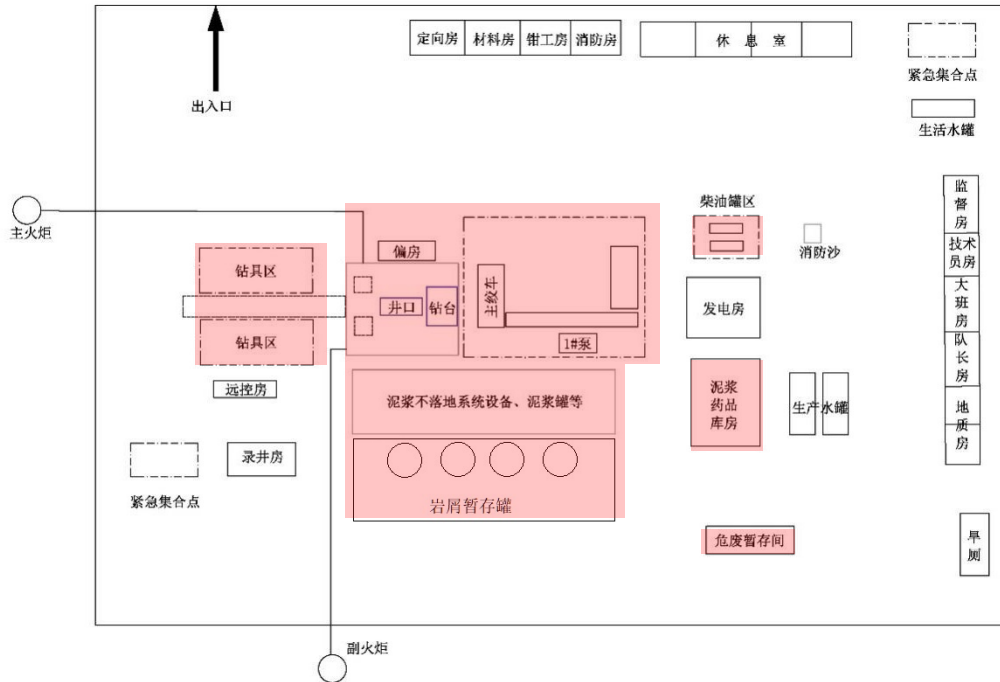 定向房 材料房 钳工房 消防房
休息室
紧急集合点
出入口
生活水罐
监督房
技术员房
大班房
队长房
地质房
主火炬
柴油罐区
消防沙
偏房
钻具区
主绞车
井口
钻台
发电房
1#泵
钻具区
远控房
泥浆不落地系统设备、泥浆罐等
泥浆药品库房
生产水罐
录井房
紧急集合点
岩屑暂存罐
危废暂存间
旱厕
副火炬